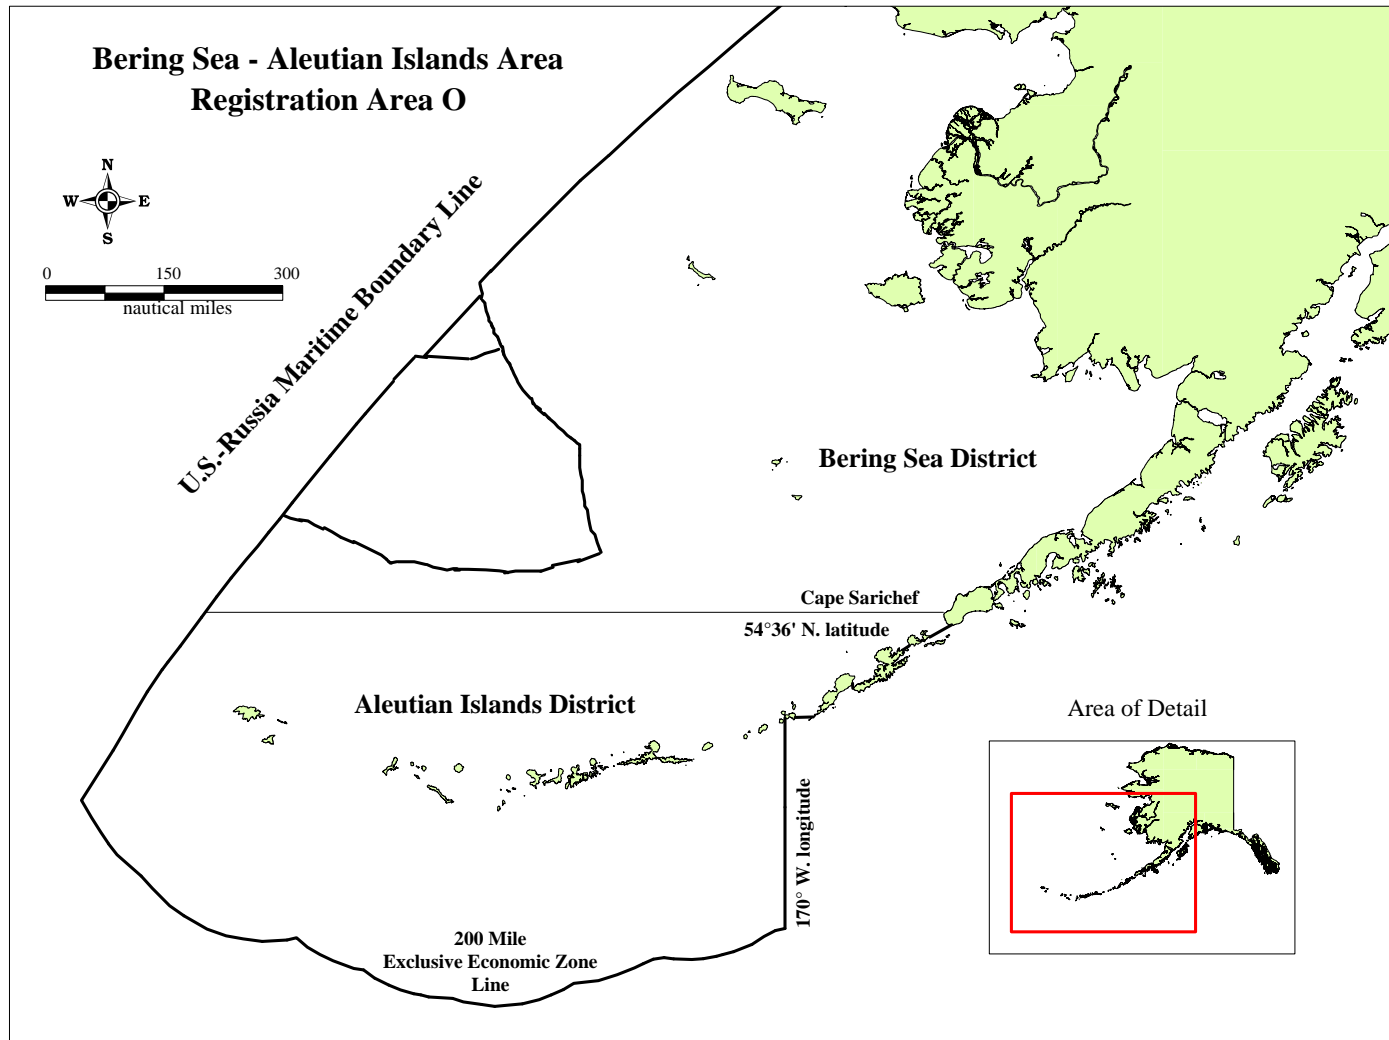 Bering Sea - Aleutian Islands Area
Registration Area O
N
W E
S
0 150 300
nautical miles
U.S.-Russia Maritime Boundary Line
Bering Sea District
Cape Sarichef
54°36' N. latitude
Aleutian Islands District
170° W. longitude
200 Mile
Exclusive Economic Zone
Line
Area of Detail